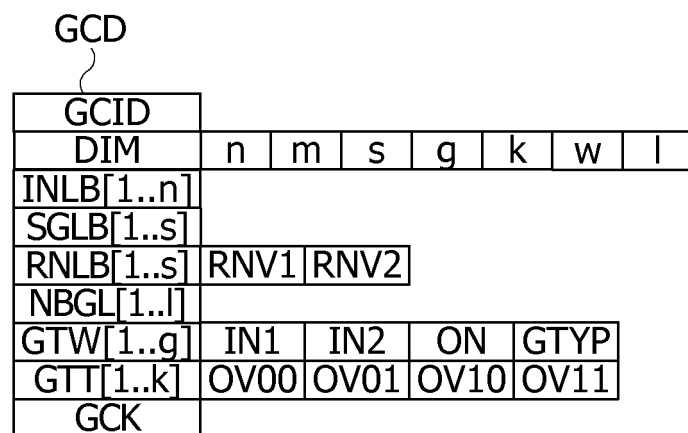 GCD
GCID
DIM n m s g k w l
INLB[1..n]
SGLB[1..s]
RNLB[1..s] RNV1 RNV2
NBGL[1..l]
GTW[1..g] IN1 IN2 ON GTYP
GTT[1..k] OV00 OV01 OV10 OV11
GCK